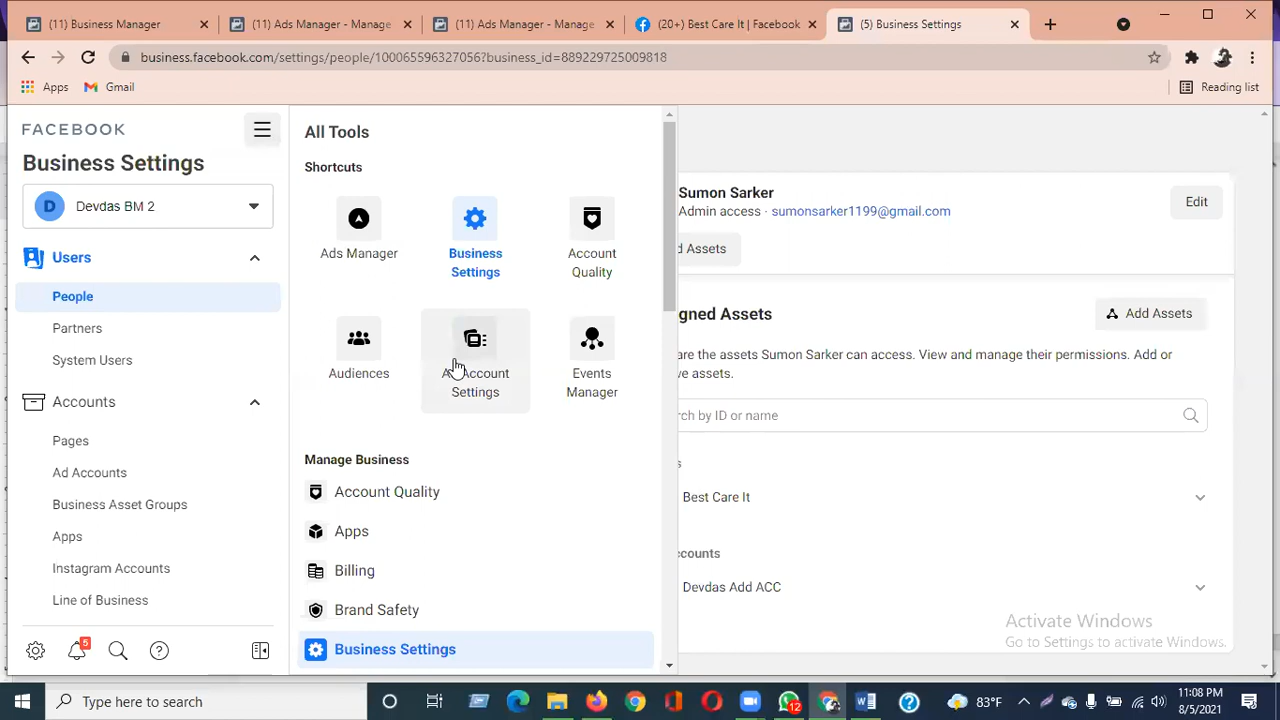 (11) Business Manager
(11) Ads Manager - Manage
(11) Ads Manager - Manage
(20+) Best Care It | Facebook
(5) Business Settings
business.facebook.com/settings/people/100065596327056?business_id=889229725009818
Apps
Gmail
Reading list
FACEBOOK
Business Settings
D
Devdas BM 2
Users
People
Partners
System Users
Accounts
Pages
Ad Accounts
Business Asset Groups
Apps
Instagram Accounts
Line of Business
5
All Tools
Shortcuts
Ads Manager
Business
Settings
Account
Quality
Audiences
Account
Settings
Events
Manager
Manage Business
Account Quality
Apps
Billing
Brand Safety
Business Settings
Sumon Sarker
Admin access · sumonsarker1199@gmail.com
Edit
d Assets
gned Assets
Add Assets
are the assets Sumon Sarker can access. View and manage their permissions. Add or
ve assets.
rch by ID or name
s
Best Care It
ccounts
Devdas Add ACC
Activate Windows
Go to Settings to activate Windows.
Type here to search
12
83°F
11:08 PM
8/5/2021